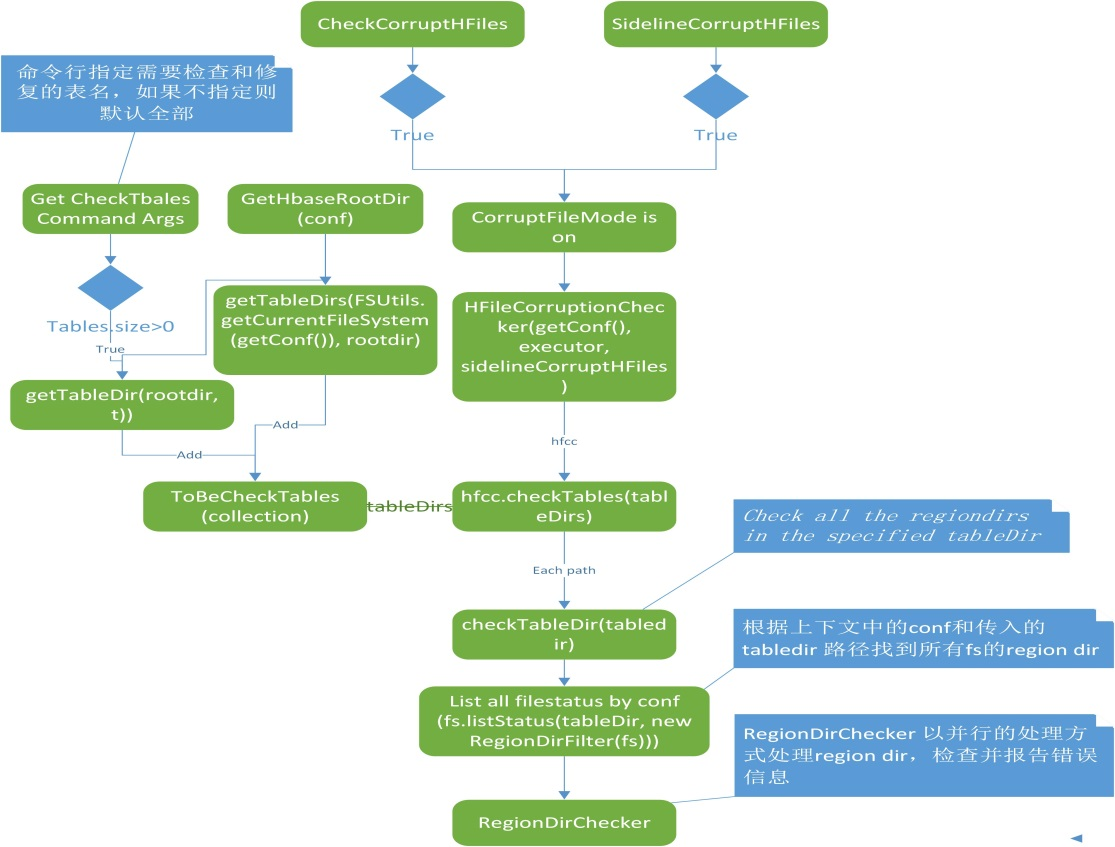 CheckCorruptHFiles
SidelineCorruptHFiles
命令行指定需要检查和修
复的表名，如果不指定则
默认全部
True
True
Get CheckTbales
Command Args
GetHbaseRootDir
(conf)
CorruptFileMode is
on
Tables.size>0
True
getTableDirs(FSUtils.
getCurrentFileSystem
(getConf()), rootdir)
HFileCorruptionChec
ker(getConf(),
executor,
sidelineCorruptHFiles
)
getTableDir(rootdir,
t))
Add
Add
hfcc
ToBeCheckTables
(collection)
tableDirs
hfcc.checkTables(tabl
eDirs)
Check all the regiondirs
in the specified tableDir
Each path
checkTableDir(tabled
ir)
根据上下文中的conf和传入的
tabledir 路径找到所有fs的region dir
List all filestatus by conf
(fs.listStatus(tableDir, new
RegionDirFilter(fs)))
RegionDirChecker 以并行的处理方
式处理region dir，检查并报告错误
信息
RegionDirChecker